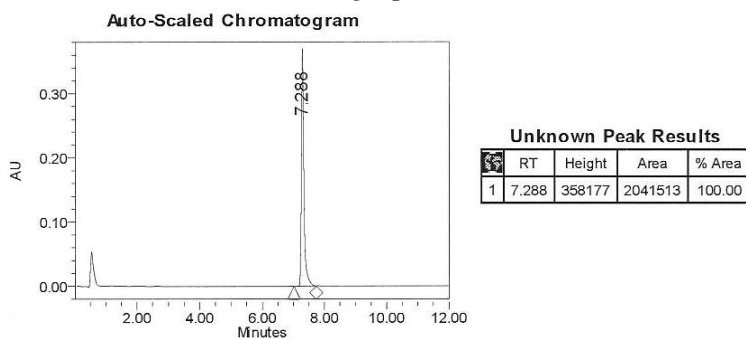 Auto-Scaled Chromatogram
7.288
0.30
0.20
0.10
0.00
AU
2.00 4.00 6.00 8.00 10.00 12.00
Minutes
Unknown Peak Results
RT Height Area % Area
1 7.288 358177 2041513 100.00